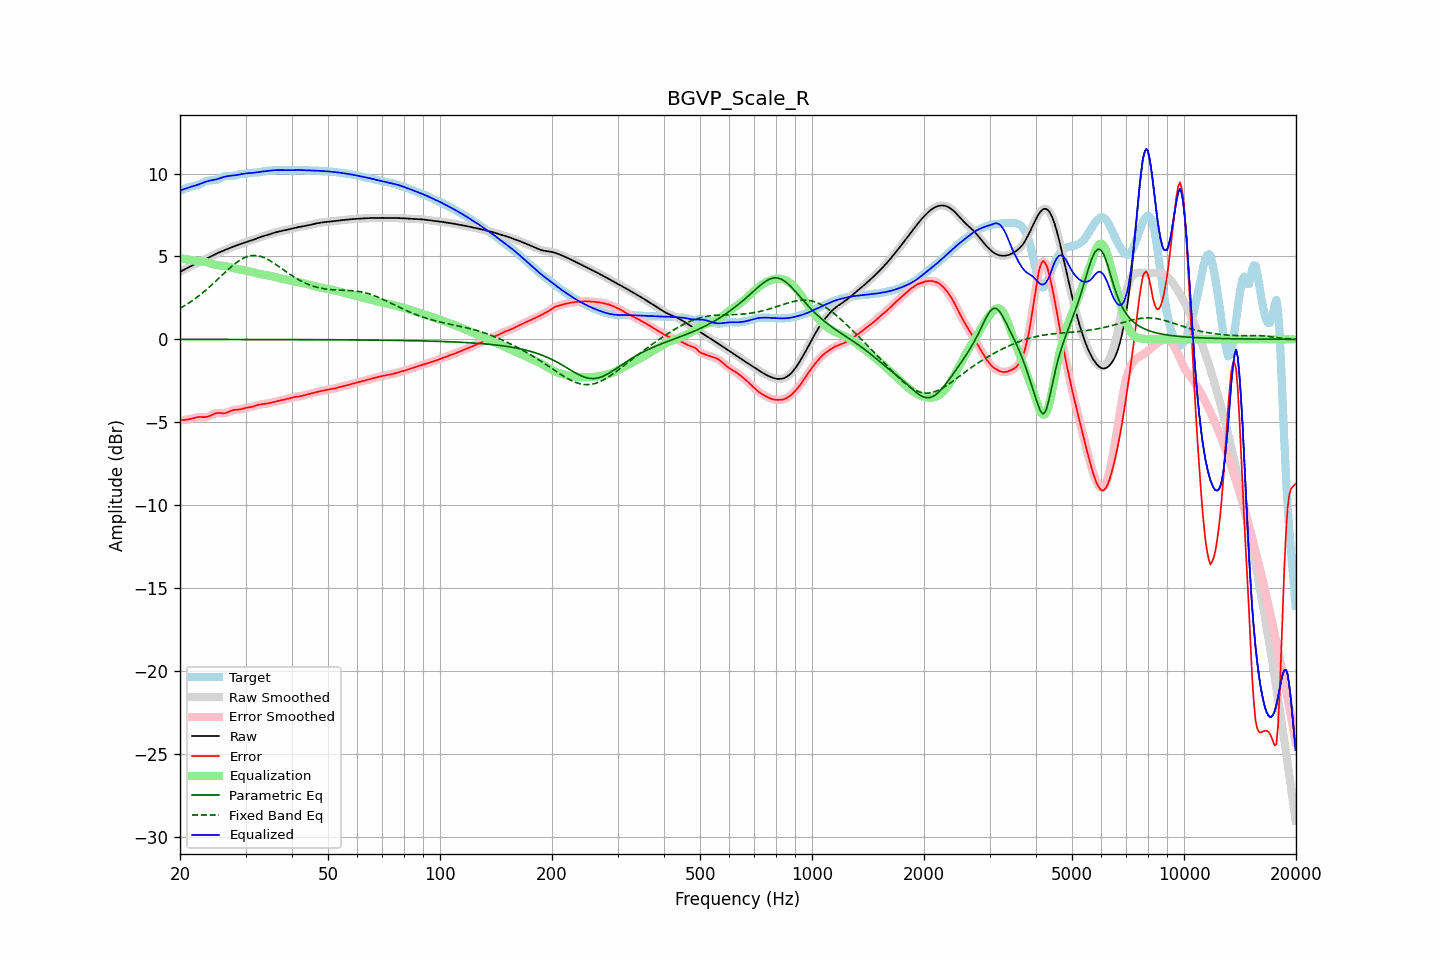 BGVP_Scale_R
Amplitude (dBr)
10
5
0
−5
−10
−15
−20
−25
−30
Target
Raw Smoothed
Error Smoothed
Raw
Error
Equalization
Parametric Eq
Fixed Band Eq
Equalized
20 50 100 200 500 1000 2000 5000 10000 20000
Frequency (Hz)